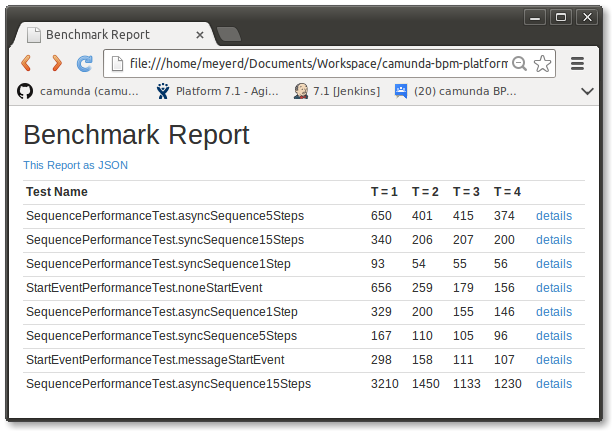 Benchmark Report
file:///home/meyerd/Documents/Workspace/camunda-bpm-platform
camunda (camu... Platform 7.1 - Agi... 7.1 [Jenkins] (20) camunda BP...
Benchmark Report
This Report as JSON
Test Name T = 1 T = 2 T = 3 T = 4
SequencePerformanceTest.asyncSequence5Steps 650 401 415 374 details
SequencePerformanceTest.syncSequence15Steps 340 206 207 200 details
SequencePerformanceTest.syncSequence1Step 93 54 55 56 details
StartEventPerformanceTest.noneStartEvent 656 259 179 156 details
SequencePerformanceTest.asyncSequence1Step 329 200 155 146 details
SequencePerformanceTest.syncSequence5Steps 167 110 105 96 details
StartEventPerformanceTest.messageStartEvent 298 158 111 107 details
SequencePerformanceTest.asyncSequence15Steps 3210 1450 1133 1230 details